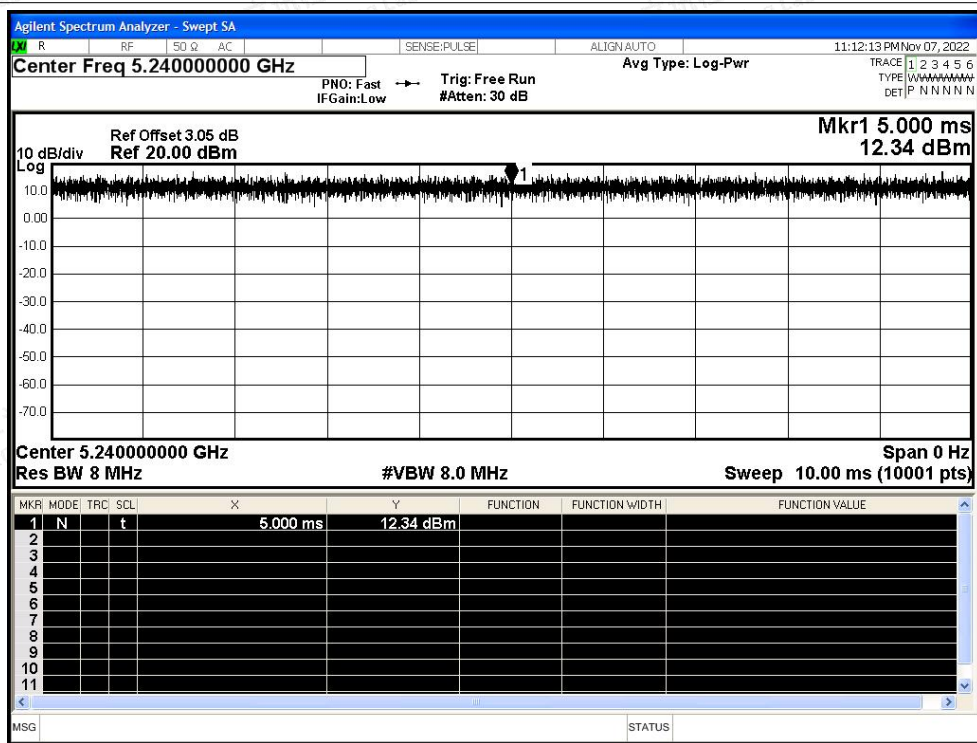 Agilent Spectrum Analyzer - Swept SA
LXI R RF 50 Ω AC SENSE:PULSE ALIGN AUTO 11:12:13 PM Nov 07, 2022
Center Freq 5.240000000 GHz Avg Type: Log-Pwr TRACE 1 2 3 4 5 6
PNO: Fast Trig: Free Run TYPE W
IFGain:Low #Atten: 30 dB DET P N N N N N
Ref Offset 3.05 dB Mkr1 5.000 ms
10 dB/div Ref 20.00 dBm 12.34 dBm
Log
1
10.0
0.00
-10.0
-20.0
-30.0
-40.0
-50.0
-60.0
-70.0
Center 5.240000000 GHz Span 0 Hz
Res BW 8 MHz #VBW 8.0 MHz Sweep 10.00 ms (10001 pts)
MKR MODE TRC SCL X Y FUNCTION FUNCTION WIDTH FUNCTION VALUE
1 N t 5.000 ms 12.34 dBm
2
3
4
5
6
7
8
9
10
11
MSG STATUS